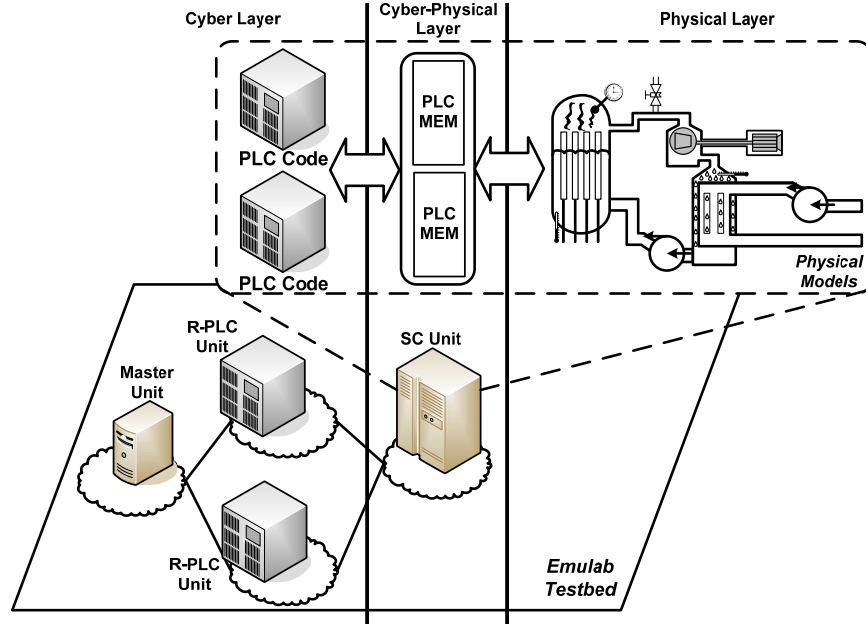 Cyber Layer
Cyber-Physical
Layer
Physical Layer
PLC
MEM
PLC Code
PLC
MEM
PLC Code
Physical
Models
R-PLC
Unit
SC Unit
Master
Unit
R-PLC
Unit
Emulab
Testbed